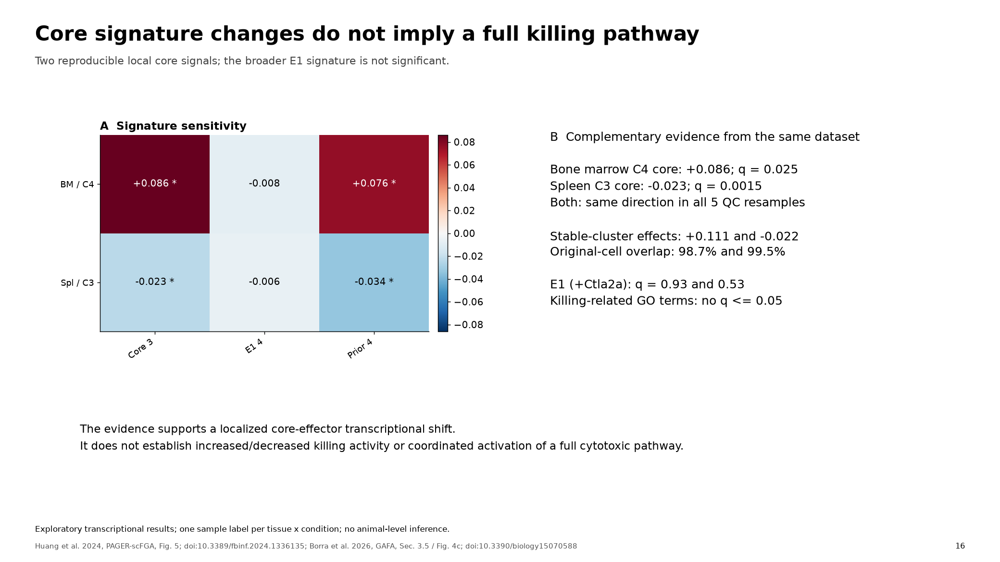 Core signature changes do not imply a full killing pathway
Two reproducible local core signals; the broader E1 signature is not significant.
A  Signature sensitivity
BM / C4
Spl / C3
+0.086 *
-0.008
+0.076 *
-0.023 *
-0.006
-0.034 *
Core 3
E1 4
Prior 4
0.08
0.06
0.04
0.02
0.00
−0.02
−0.04
−0.06
−0.08
B  Complementary evidence from the same dataset
Bone marrow C4 core: +0.086; q = 0.025
Spleen C3 core: -0.023; q = 0.0015
Both: same direction in all 5 QC resamples
Stable-cluster effects: +0.111 and -0.022
Original-cell overlap: 98.7% and 99.5%
E1 (+Ctla2a): q = 0.93 and 0.53
Killing-related GO terms: no q <= 0.05
The evidence supports a localized core-effector transcriptional shift.
It does not establish increased/decreased killing activity or coordinated activation of a full cytotoxic pathway.
Exploratory transcriptional results; one sample label per tissue x condition; no animal-level inference.
Huang et al. 2024, PAGER-scFGA, Fig. 5; doi:10.3389/fbinf.2024.1336135; Borra et al. 2026, GAFA, Sec. 3.5 / Fig. 4c; doi:10.3390/biology15070588
16